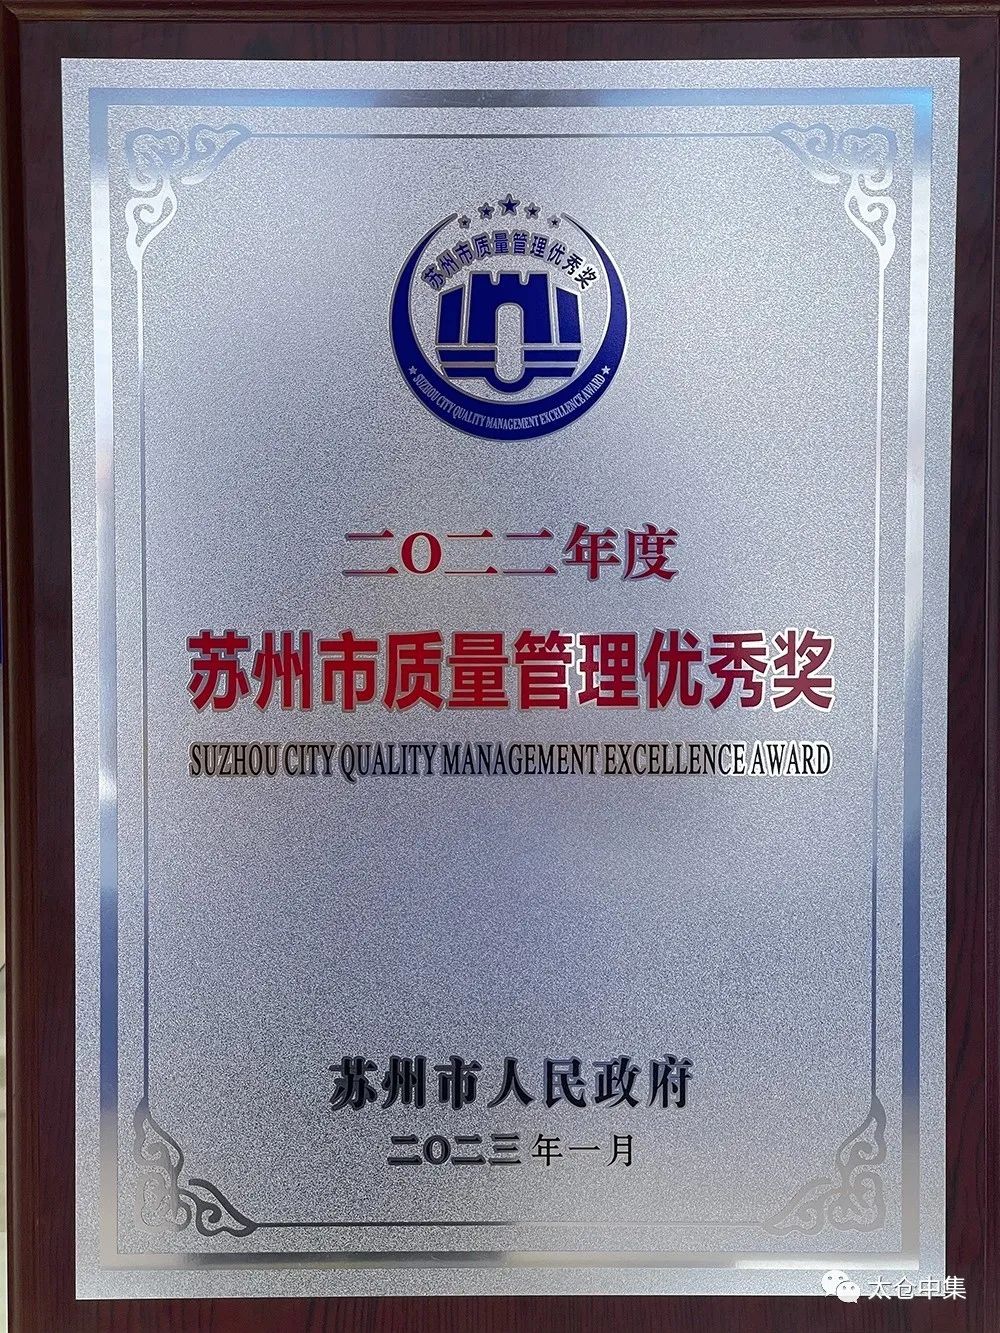 苏州市质量管理优秀奖
SUZHOU CITY QUALITY MANAGEMENT EXCELLENCE AWARD
二O二二年度
苏州市质量管理优秀奖
SUZHOU CITY QUALITY MANAGEMENT EXCELLENCE AWARD
苏州市人民政府
二O二三年一月
太仓中集